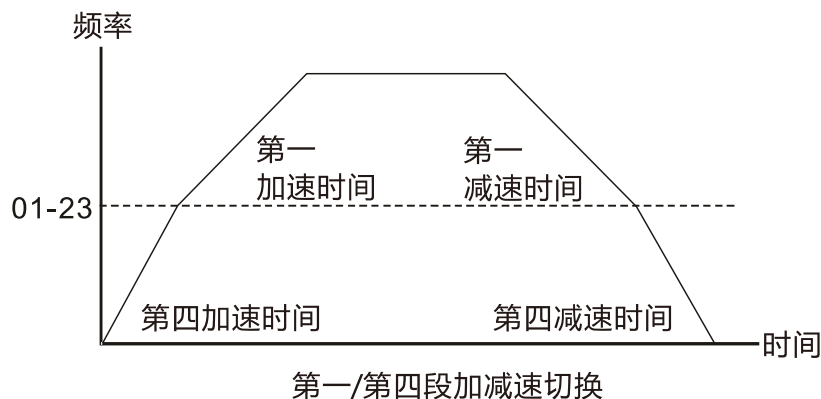 频率
第一
加速时间
第一
减速时间
01-23
第四加速时间
第四减速时间
时间
第一/第四段加减速切换